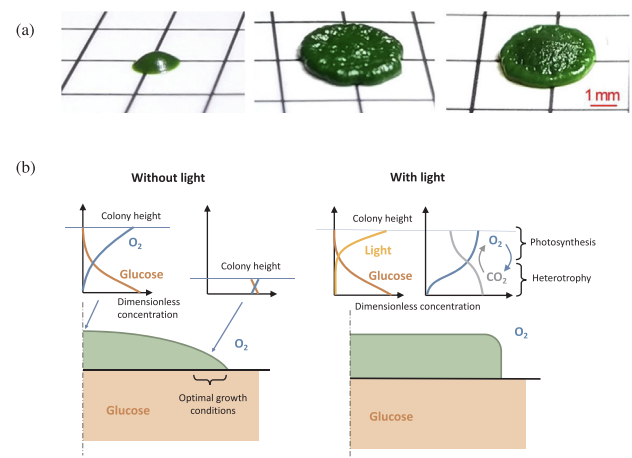 (a)
1 mm
(b)
Without light
With light
Colony height
O₂
Glucose
Dimensionless
concentration
Colony height
Colony height
Light
Glucose
O₂
CO₂
Photosynthesis
Heterotrophy
Dimensionless concentration
O₂
Optimal growth
conditions
Glucose
O₂
Glucose